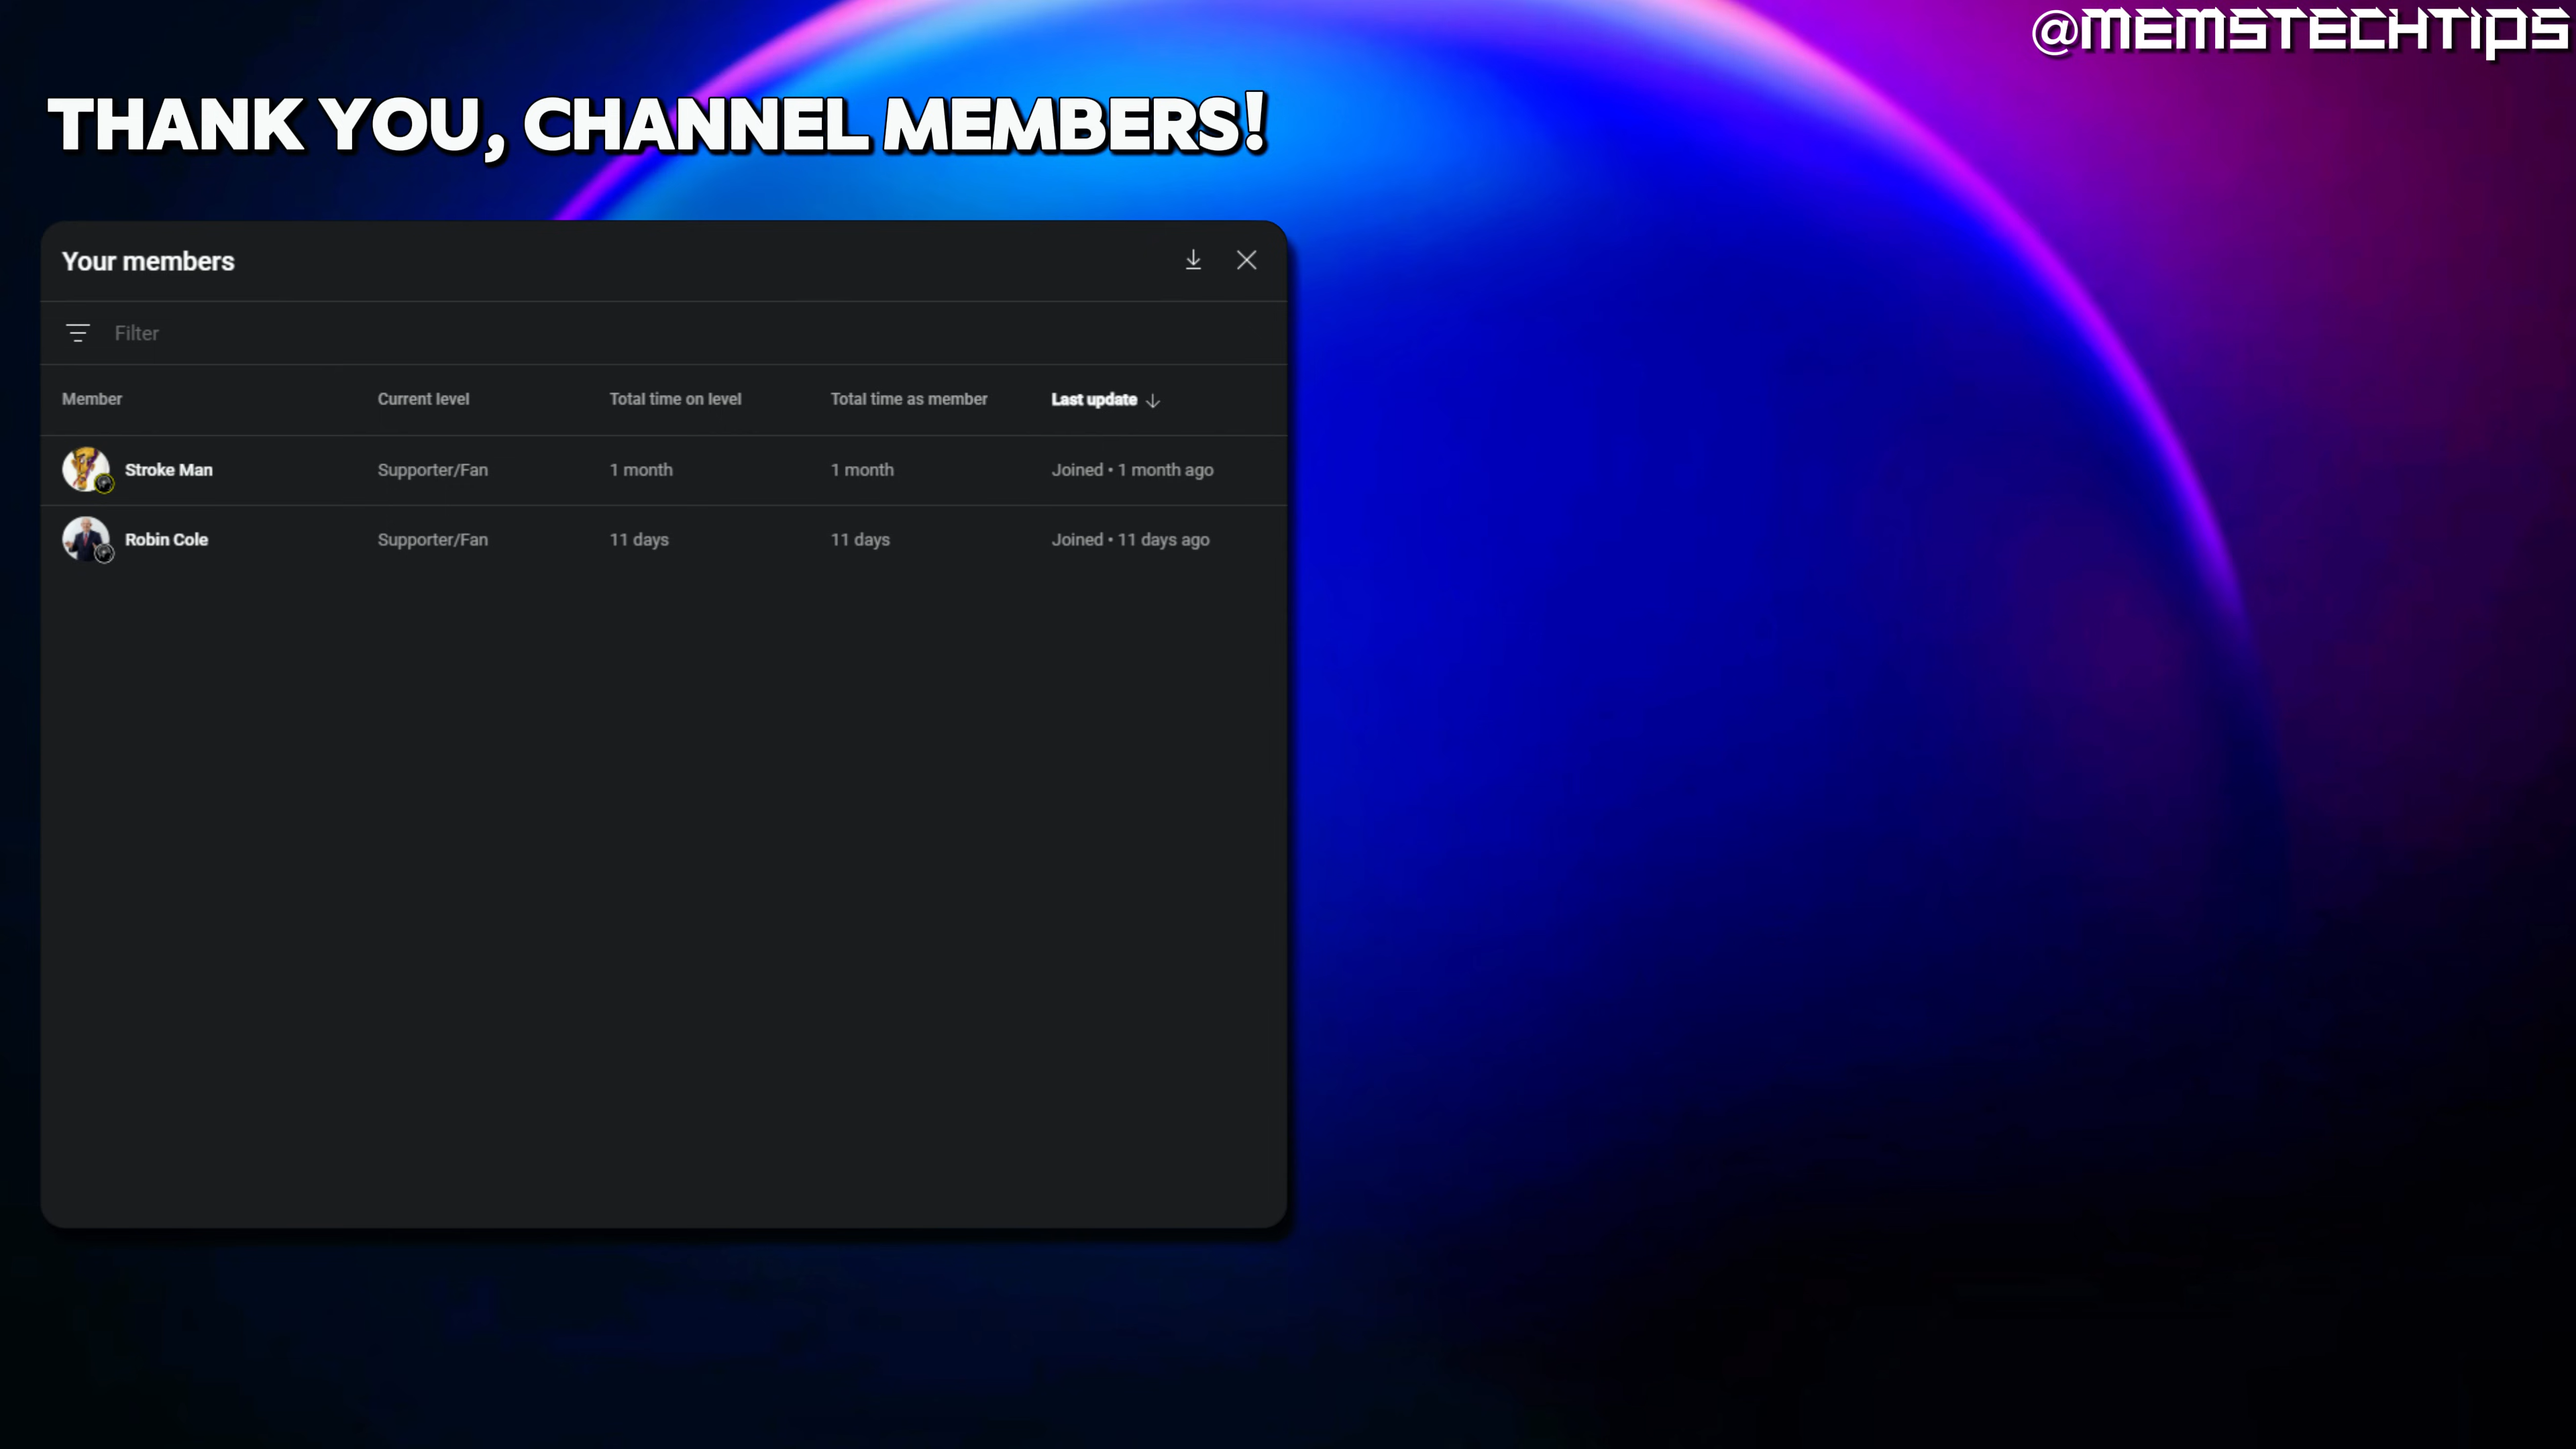 @MEMSTECHTIPS
THANK YOU, CHANNEL MEMBERS!
Your members
Filter
Member Current level Total time on level Total time as member Last update
Stroke Man Supporter/Fan 1 month 1 month Joined • 1 month ago
Robin Cole Supporter/Fan 11 days 11 days Joined • 11 days ago